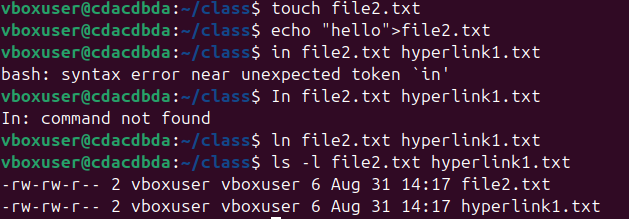 vboxuser@cdacdbda:~/class$ touch file2.txt
vboxuser@cdacdbda:~/class$ echo "hello">file2.txt
vboxuser@cdacdbda:~/class$ in file2.txt hyperlink1.txt
bash: syntax error near unexpected token `in'
vboxuser@cdacdbda:~/class$ In file2.txt hyperlink1.txt
In: command not found
vboxuser@cdacdbda:~/class$ ln file2.txt hyperlink1.txt
vboxuser@cdacdbda:~/class$ ls -l file2.txt hyperlink1.txt
-rw-rw-r-- 2 vboxuser vboxuser 6 Aug 31 14:17 file2.txt
-rw-rw-r-- 2 vboxuser vboxuser 6 Aug 31 14:17 hyperlink1.txt